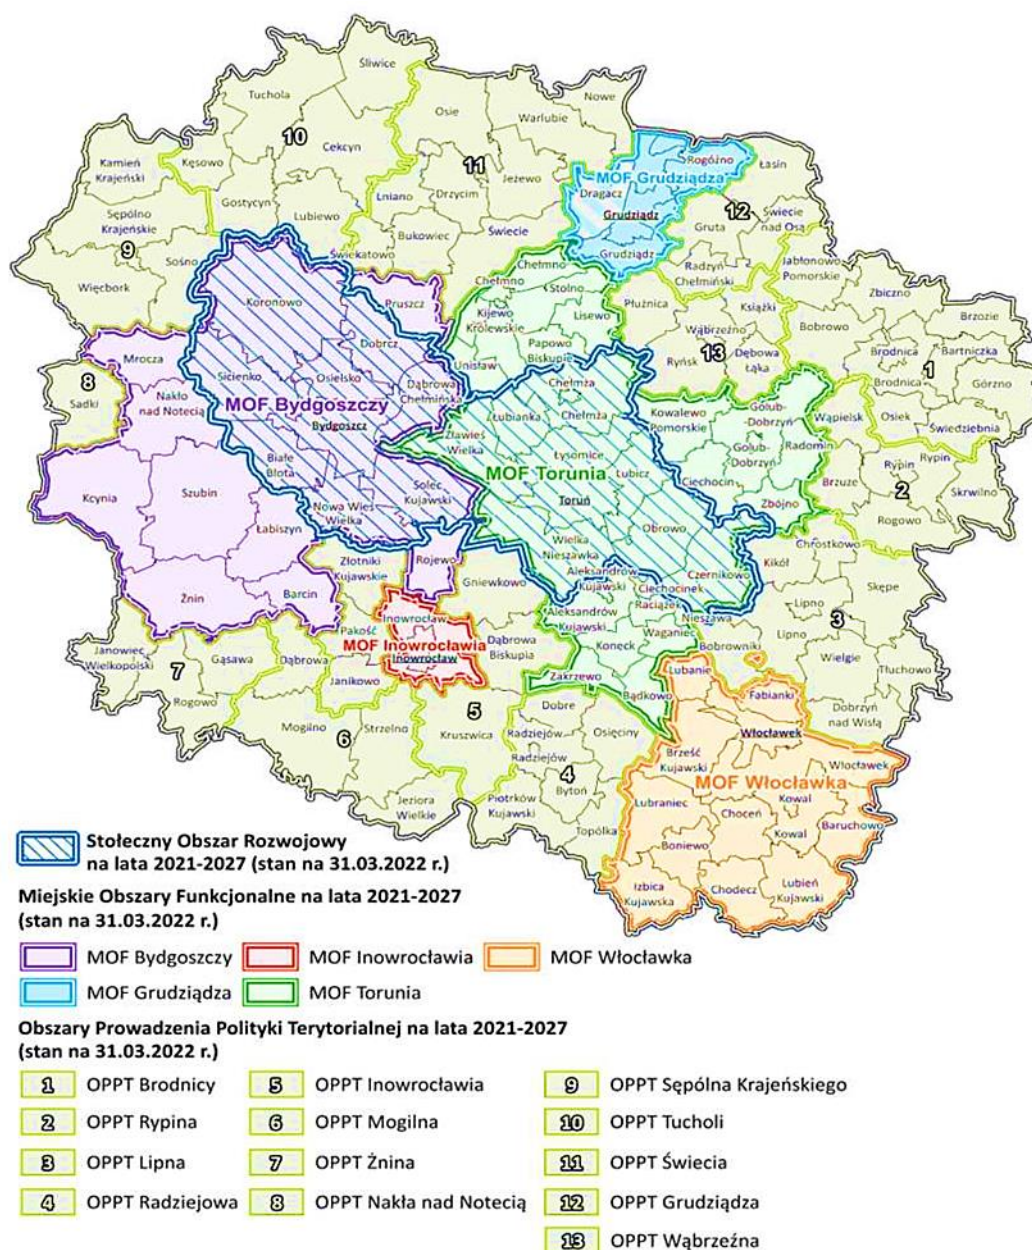 Śliwice
Tuchola
Nowe
Osie
Warlubie
10
Cekcyn
Kęsowo
Kamień
Krajeński
11
Rogóźno
Łasin
MOF Grudziądza
Lniano
Drzycim
Jeżewo
Dragacz
Gostycyn
Lubiewo
Grudziądz
12
Świecie
nad Osą
Gruta
Sępólno
Krajeńskie
Bukowiec
Świecie
9
Sośno
Świekatowo
Grudziądz
Radzyń
Chełmiński
Jabłonowo
Pomorskie
Więcbork
Chełmno
Chełmno
Stolno
Zbiczno
Koronowo
Pruszcz
Płużnica
Książki
Bobrowo
Brzozie
Kijewo
Królewskie
Lisewo
Wąbrzeźno
Dobrcz
Papowo
Biskupie
Mrocza
13
Dębowa
Łąka
Ryńsk
Brodnica
Bartniczka
Sicienko
Osielsko
Unisław
8
Sadki
Dąbrowa
Chełmińska
Chełmża
Brodnica
1
Górzno
Nakło
nad Notecią
MOF Bydgoszczy
Bydgoszcz
Łubianka
Chełmża
Kowalewo
Pomorskie
Golub-
Dobrzyń
Wąpielsk
Osiek
Świedziebnia
Zławieś
Wielka
Łysomice
Golub-
Dobrzyń
Radomin
Białe
Błota
MOF Torunia
Lubicz
Ciechocin
Rypin
Rypin
Kcynia
Szubin
Solec
Kujawski
Toruń
Brzuze
2
Skrwilno
Nowa Wieś
Wielka
Zbójno
Rogowo
Łabiszyn
Obrowo
Wielka
Nieszawka
Chrostkowo
Złotniki
Kujawskie
Rojewo
Gniewkowo
Aleksandrów
Kujawski
Ciechocinek
Czernikowo
Kikół
Skępe
Żnin
Barcin
Raciążek
Nieszawa
Lipno
Inowrocław
Aleksandrów
Kujawski
Waganiec
3
Pakość
MOF Inowrocławia
Inowrocław
Dąbrowa
Biskupia
Koneck
Bobrowniki
Lipno
Wielgie
Janowiec
Wielkopolski
Gąsawa
Dąbrowa
Tłuchowo
7
Rogowo
Janikowo
Zakrzewo
Bądkowo
Lubanie
Fabianki
Dobrzyń
nad Wisłą
Mogilno
Strzelno
5
Kruszwica
Dobre
Radziejów
Osięciny
Włocławek
6
Radziejów
Brześć
Kujawski
Włocławek
4
Bytoń
MOF Włocławka
Jeziora
Wielkie
Piotrków
Kujawski
Topólka
Lubraniec
Choceń
Kowal
Kowal
Baruchowo
Boniewo
Izbica
Kujawska
Chodecz
Lubień
Kujawski
Stołeczny Obszar Rozwojowy
na lata 2021-2027 (stan na 31.03.2022 r.)
Miejskie Obszary Funkcjonalne na lata 2021-2027
(stan na 31.03.2022 r.)
MOF Bydgoszczy MOF Inowrocławia MOF Włocławka
MOF Grudziądza MOF Torunia
Obszary Prowadzenia Polityki Terytorialnej na lata 2021-2027
(stan na 31.03.2022 r.)
1 OPPT Brodnicy 5 OPPT Inowrocławia 9 OPPT Sępólna Krajeńskiego
2 OPPT Rypina 6 OPPT Mogilna 10 OPPT Tucholi
3 OPPT Lipna 7 OPPT Żnina 11 OPPT Świecia
4 OPPT Radziejowa 8 OPPT Nakła nad Notecią 12 OPPT Grudziądza
13 OPPT Wąbrzeźna